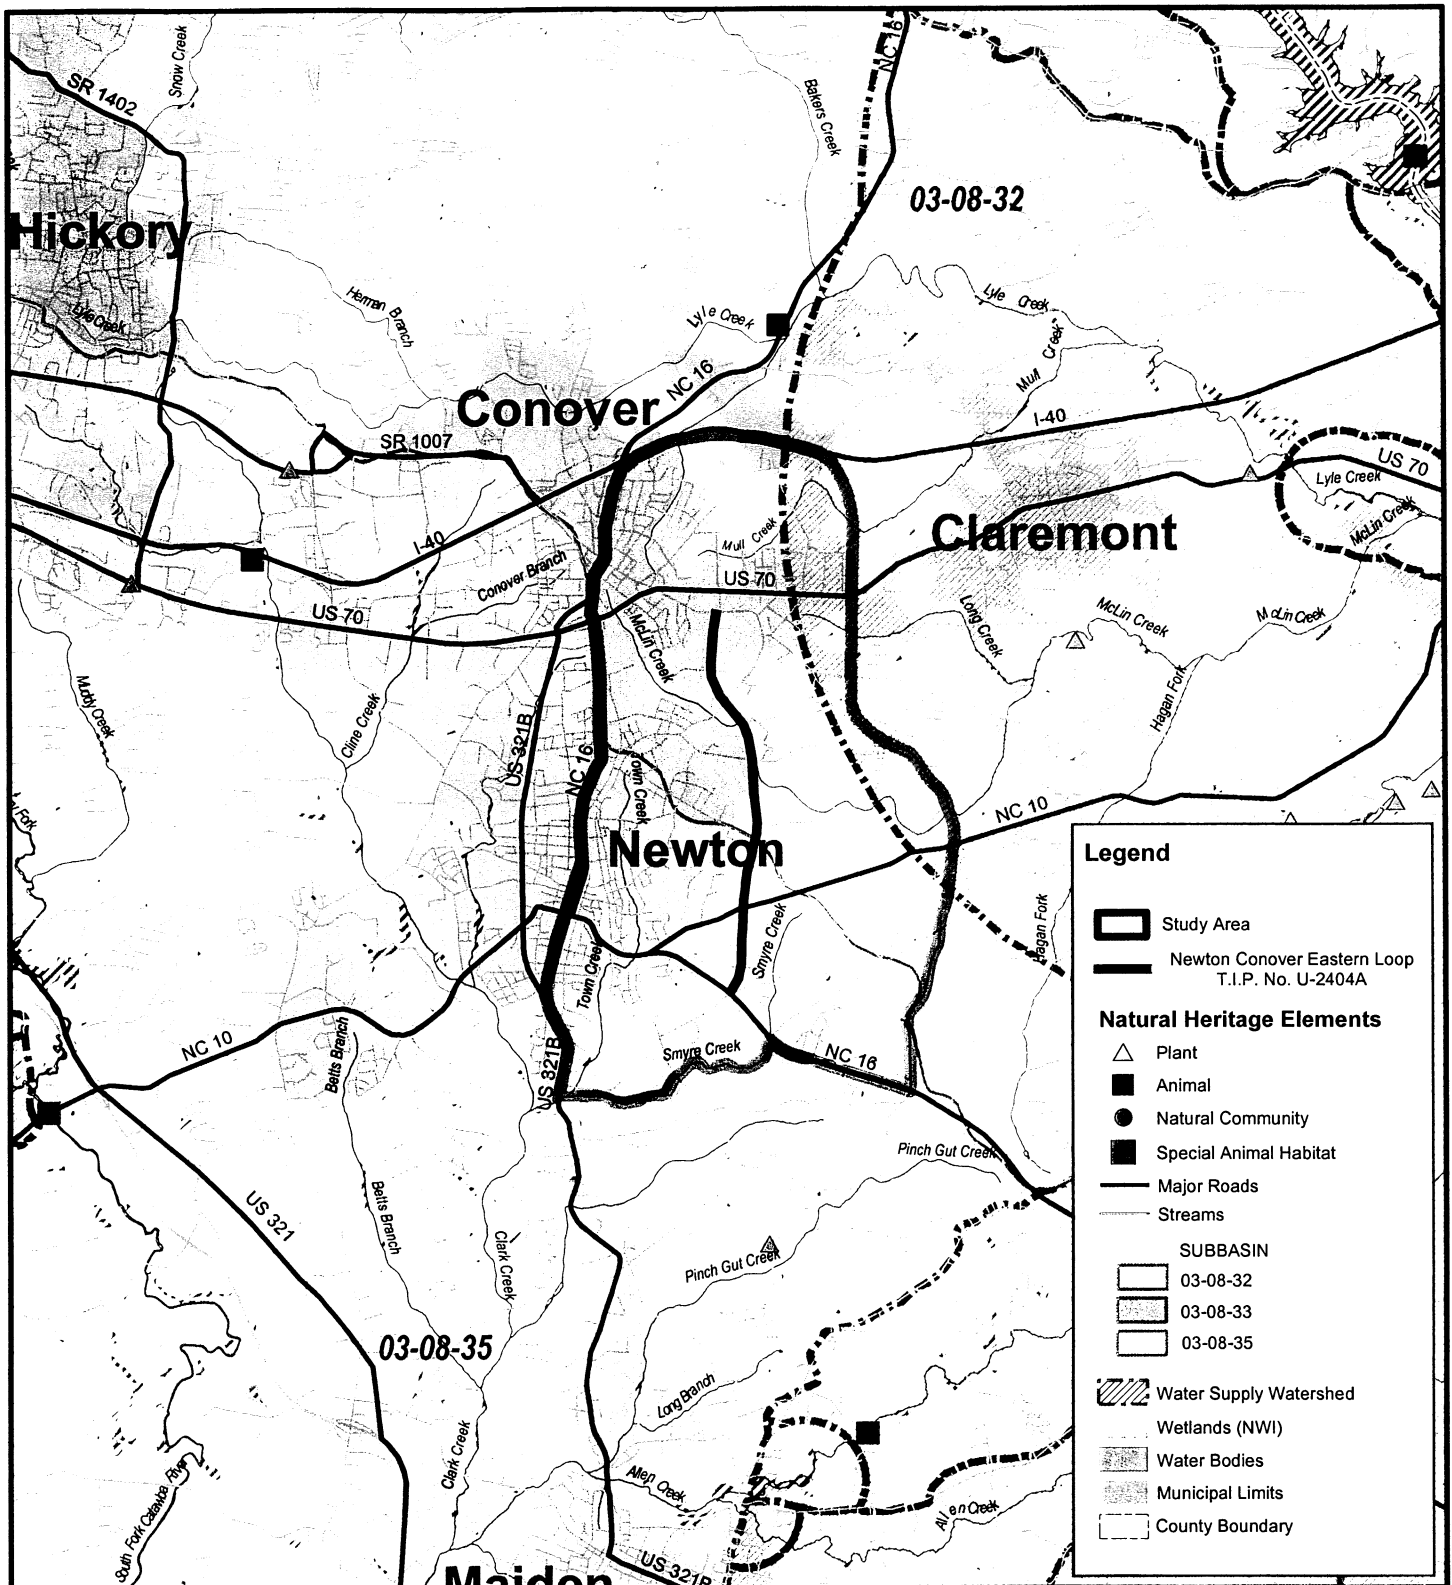 SR 1402
Snow Creek
NC 16
Bakers Creek
03-08-32
Hickory
Lyle Creek
Herman Branch
Lyle Creek
Lyle Creek
Mull Creek
NC 16
Conover
SR 1007
I-40
US 70
Lyle Creek
McLin Creek
Claremont
I-40
Mull Creek
Conover Branch
US 70
US 70
McLin Creek
Long Creek
McLin Creek
McLin Creek
Muddy Creek
Cline Creek
US 321B
NC 16
Town Creek
Hagan Fork
NC 10
Newton
Fork
Smyre Creek
Town Creek
Hagan Fork
NC 10
Betts Branch
US 321B
Smyre Creek
NC 16
Pinch Gut Creek
US 321
Betts Branch
Clark Creek
Pinch Gut Creek
03-08-35
Long Branch
Clark Creek
Allen Creek
Allen Creek
South Fork Catawba River
Maiden
US 321B
Legend
Study Area
Newton Conover Eastern Loop
T.I.P. No. U-2404A
Natural Heritage Elements
Plant
Animal
Natural Community
Special Animal Habitat
Major Roads
Streams
SUBBASIN
03-08-32
03-08-33
03-08-35
Water Supply Watershed
Wetlands (NWI)
Water Bodies
Municipal Limits
County Boundary